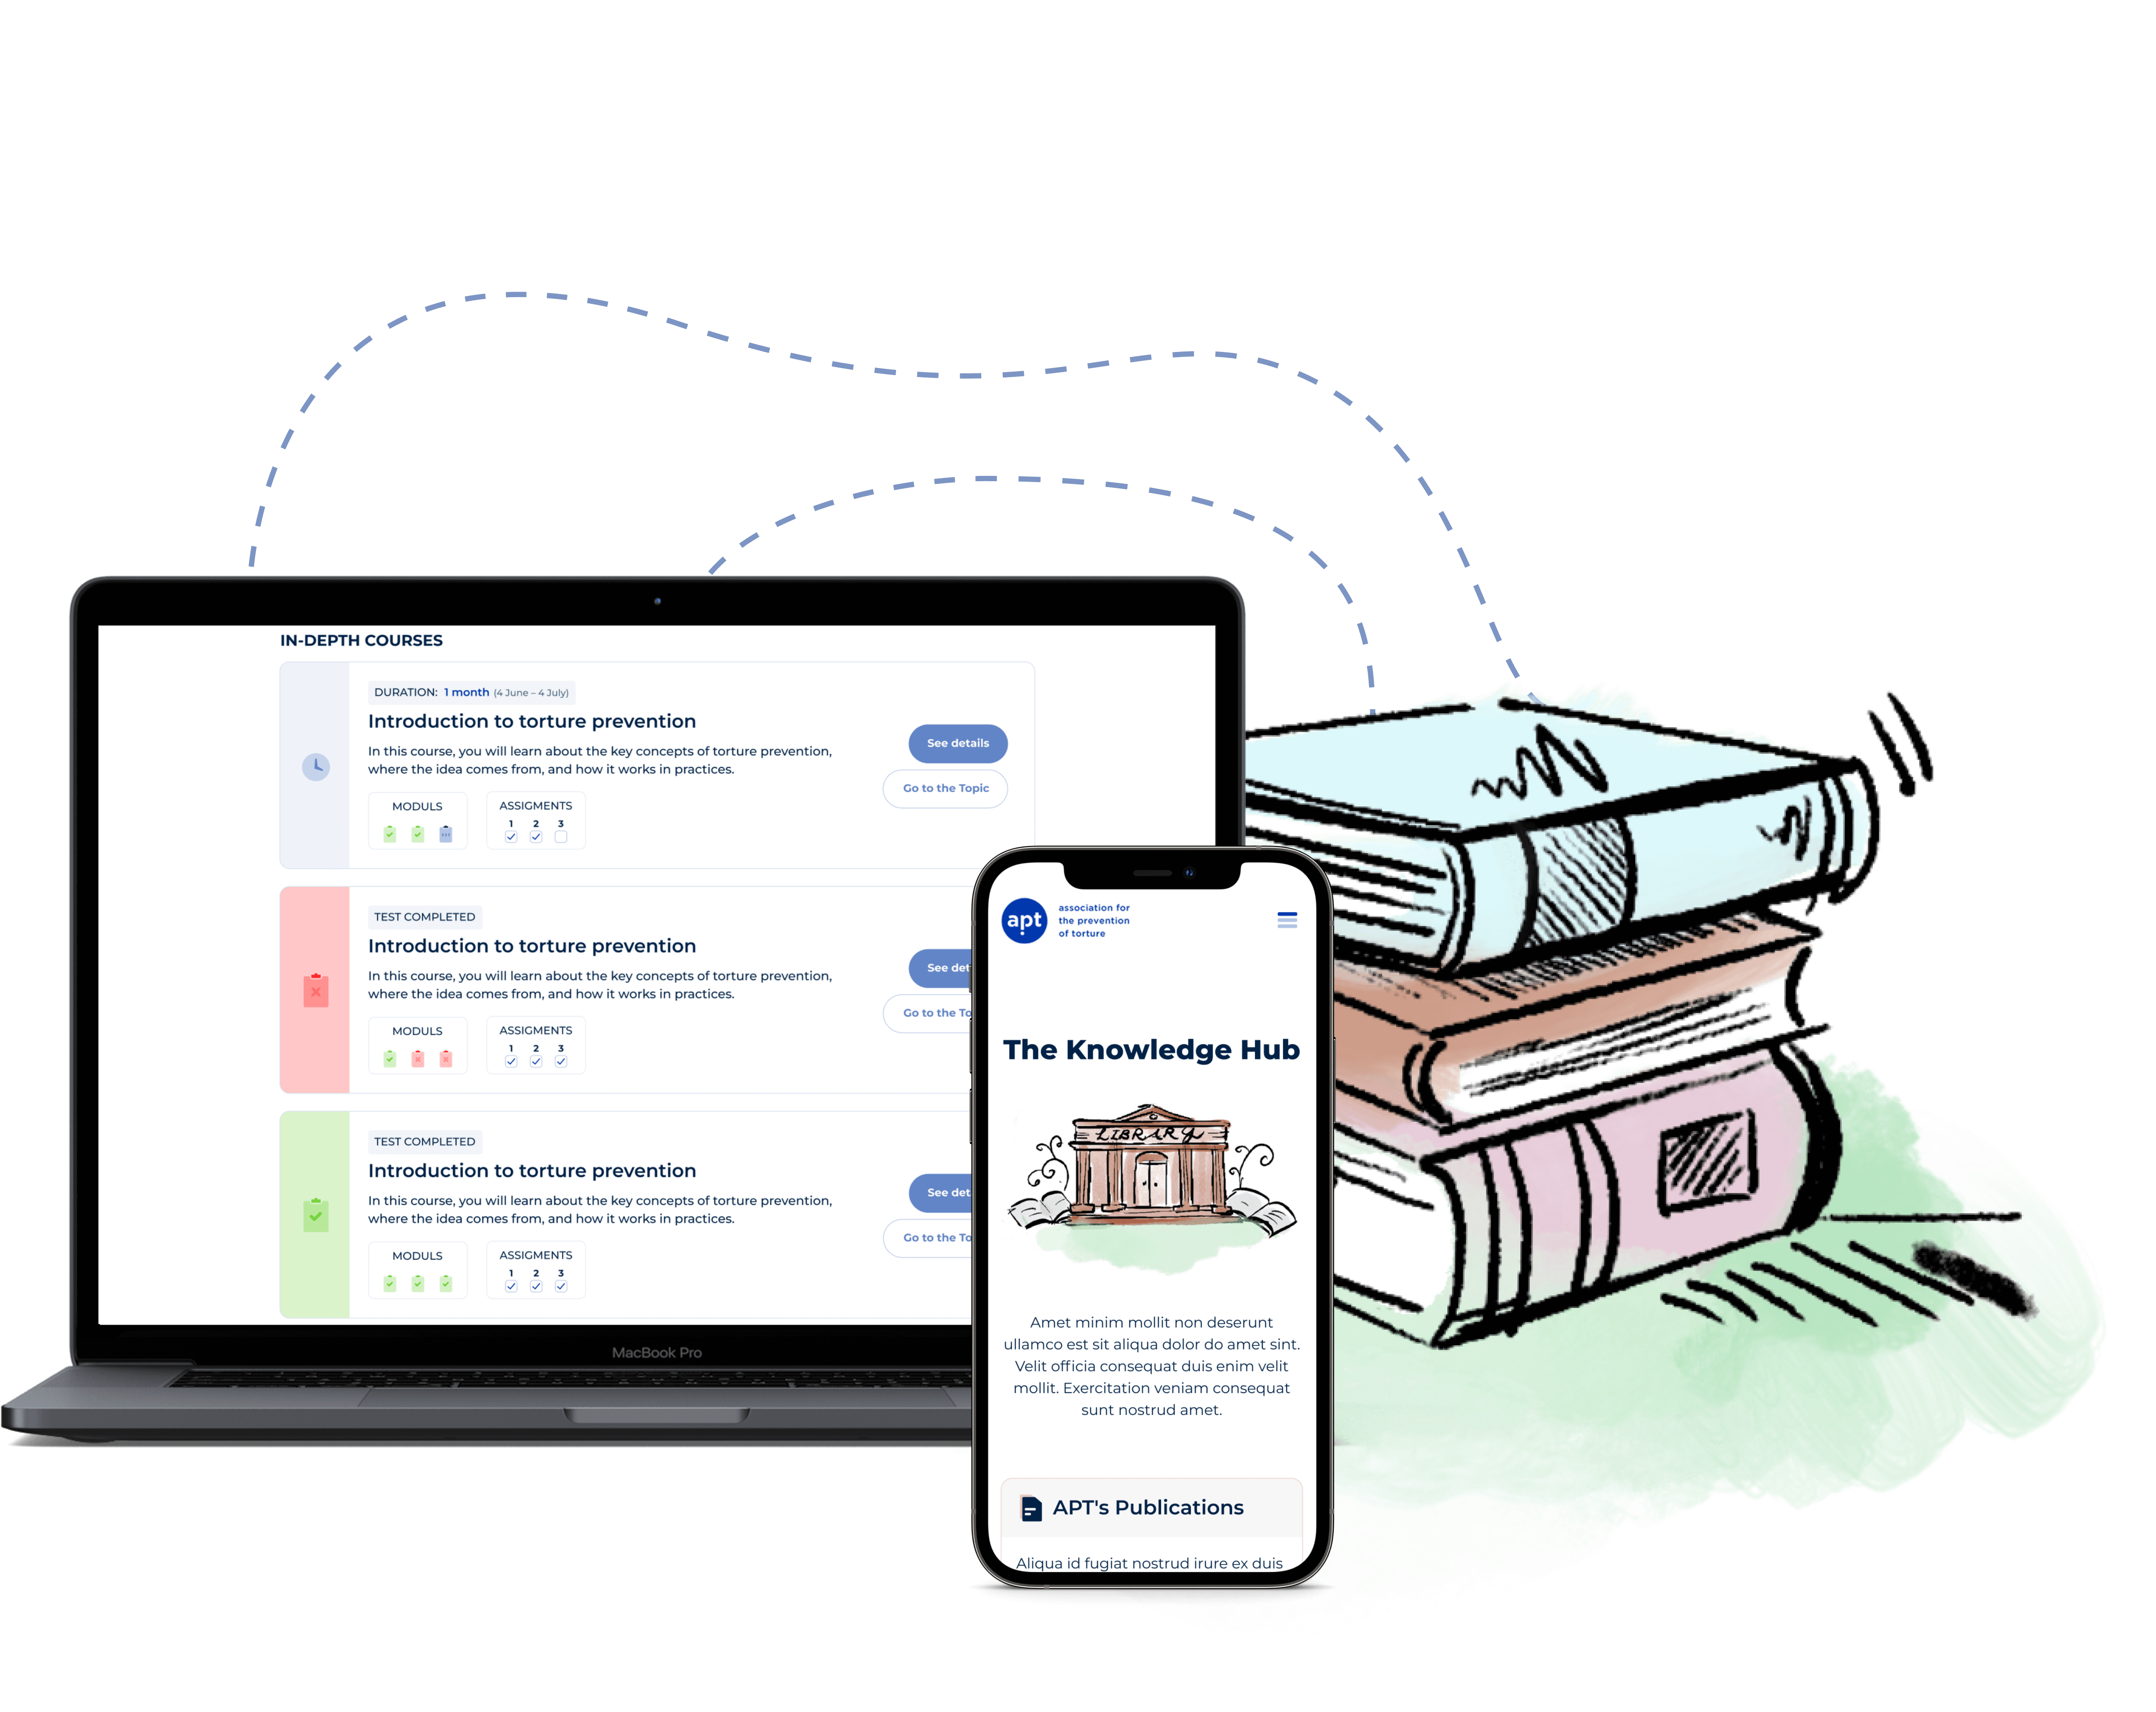 IN-DEPTH COURSES
DURATION: 1 month (4 June – 4 July)
Introduction to torture prevention
In this course, you will learn about the key concepts of torture prevention,
where the idea comes from, and how it works in practices.
See details
Go to the Topic
MODULS
ASSIGMENTS
1 2 3
TEST COMPLETED
Introduction to torture prevention
In this course, you will learn about the key concepts of torture prevention,
where the idea comes from, and how it works in practices.
See det
Go to the To
MODULS
ASSIGMENTS
1 2 3
TEST COMPLETED
Introduction to torture prevention
In this course, you will learn about the key concepts of torture prevention,
where the idea comes from, and how it works in practices.
See det
Go to the To
MODULS
ASSIGMENTS
1 2 3
MacBook Pro
apt
association for
the prevention
of torture
The Knowledge Hub
LIBRARY
Amet minim mollit non deserunt
ullamco est sit aliqua dolor do amet sint.
Velit officia consequat duis enim velit
mollit. Exercitation veniam consequat
sunt nostrud amet.
APT's Publications
Aliqua id fugiat nostrud irure ex duis